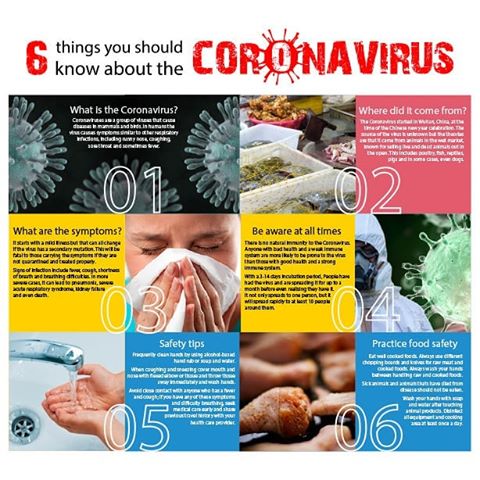 6 things you should
know about the CORONAVIRUS
What is the Coronavirus?
Coronaviruses are a group of viruses that cause
diseases in mammals and birds. In humans the
virus causes symptoms similar to other respiratory
infections, including runny nose, coughing,
sore throat and sometimes fever.
01
Where did it come from?
The Coronavirus started in Wuhan, China, at the
time of the Chinese new year celebration. The
source of the virus is unknown but the theories
are that it came from animals in the wet market,
known for selling live and dead animals out in
the open. This includes poultry, fish, reptiles,
pigs and in some cases, even dogs.
02
What are the symptoms?
It starts with a mild illness but that can all change
if the virus has a secondary mutation. This will be
fatal to those carrying the symptoms if they are
not quarantined and treated properly.
Signs of infection include fever, cough, shortness
of breath and breathing difficulties. In more
severe cases, it can lead to pneumonia, severe
acute respiratory syndrome, kidney failure
and even death.
03
Be aware at all times
There is no natural immunity to the Coronavirus.
Anyone with bad health and a weak immune
system are more likely to be prone to the virus
than those with good health and a strong
immune system.
With a 2-14 days incubation period, People have
had the virus and are spreading it for up to a
month before even realising they have it.
It not only spreads to one person, but it
will spread rapidly to at least 10 people
around them.
04
Safety tips
Frequently clean hands by using alcohol-based
hand rub or soap and water.
When coughing and sneezing cover mouth and
nose with flexed elbow or tissue and throw tissue
away immediately and wash hands.
Avoid close contact with anyone who has a fever
and cough; if you have any of these symptoms
and difficulty breathing, seek
medical care early and share
previous travel history with your
health care provider.
05
Practice food safety
Eat well cooked foods. Always use different
chopping boards and knives for raw meat and
cooked foods. Always wash your hands
between handling raw and cooked foods.
Sick animals and animals that have died from
disease should not be eaten.
Wash your hands with soap
and water after touching
animal products. Disinfect
all equipment and cooking
area at least once a day.
06